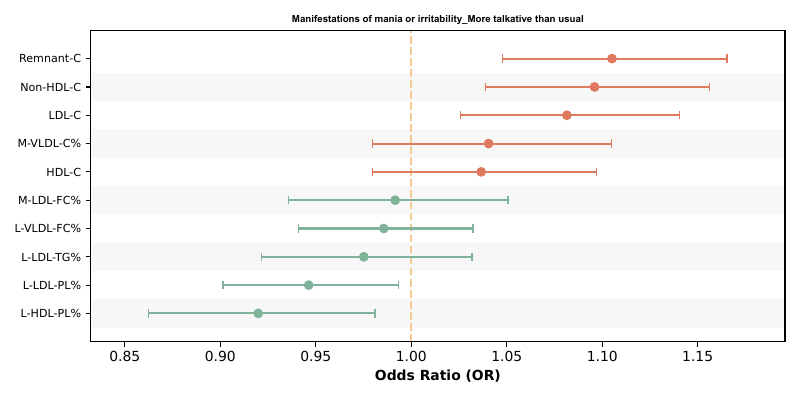 Manifestations of mania or irritability_More talkative than usual
Remnant-C
Non-HDL-C
LDL-C
M-VLDL-C%
HDL-C
M-LDL-FC%
L-VLDL-FC%
L-LDL-TG%
L-LDL-PL%
L-HDL-PL%
0.85 0.90 0.95 1.00 1.05 1.10 1.15
Odds Ratio (OR)